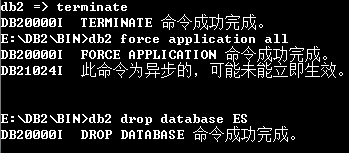 db2 => terminate
DB20000I  TERMINATE 命令成功完成。
E:\DB2\BIN>db2 force application all
DB20000I  FORCE APPLICATION 命令成功完成。
DB21024I  此命令为异步的，可能未能立即生效。
E:\DB2\BIN>db2 drop database ES
DB20000I  DROP DATABASE 命令成功完成。